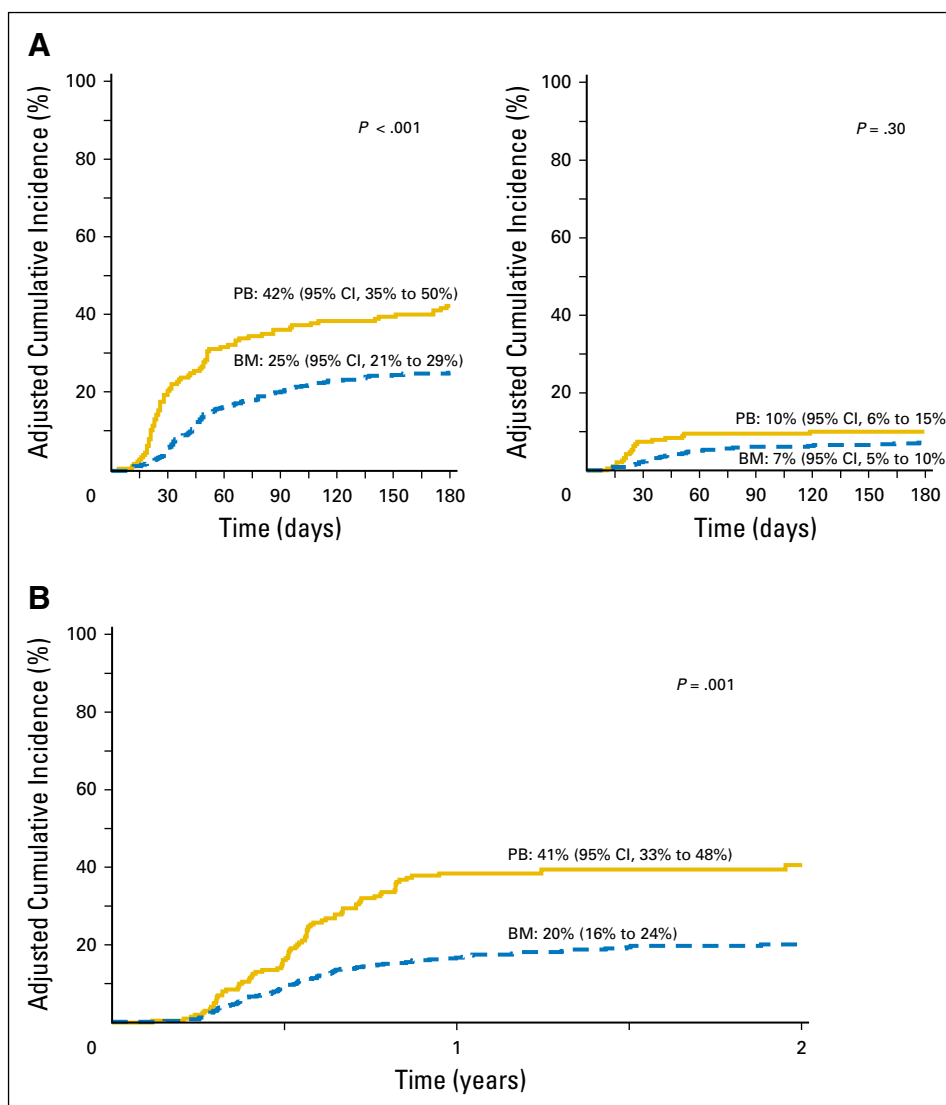 A
Adjusted Cumulative Incidence (%)
100
80
60
40
20
0
P < .001
PB: 42% (95% CI, 35% to 50%)
BM: 25% (95% CI, 21% to 29%)
30 60 90 120 150 180
Time (days)
Adjusted Cumulative Incidence (%)
100
80
60
40
20
0
P = .30
PB: 10% (95% CI, 6% to 15%
BM: 7% (95% CI, 5% to 10%
30 60 90 120 150 180
Time (days)
B
Adjusted Cumulative Incidence (%)
100
80
60
40
20
0
P = .001
PB: 41% (95% CI, 33% to 48%)
BM: 20% (16% to 24%)
1 2
Time (years)